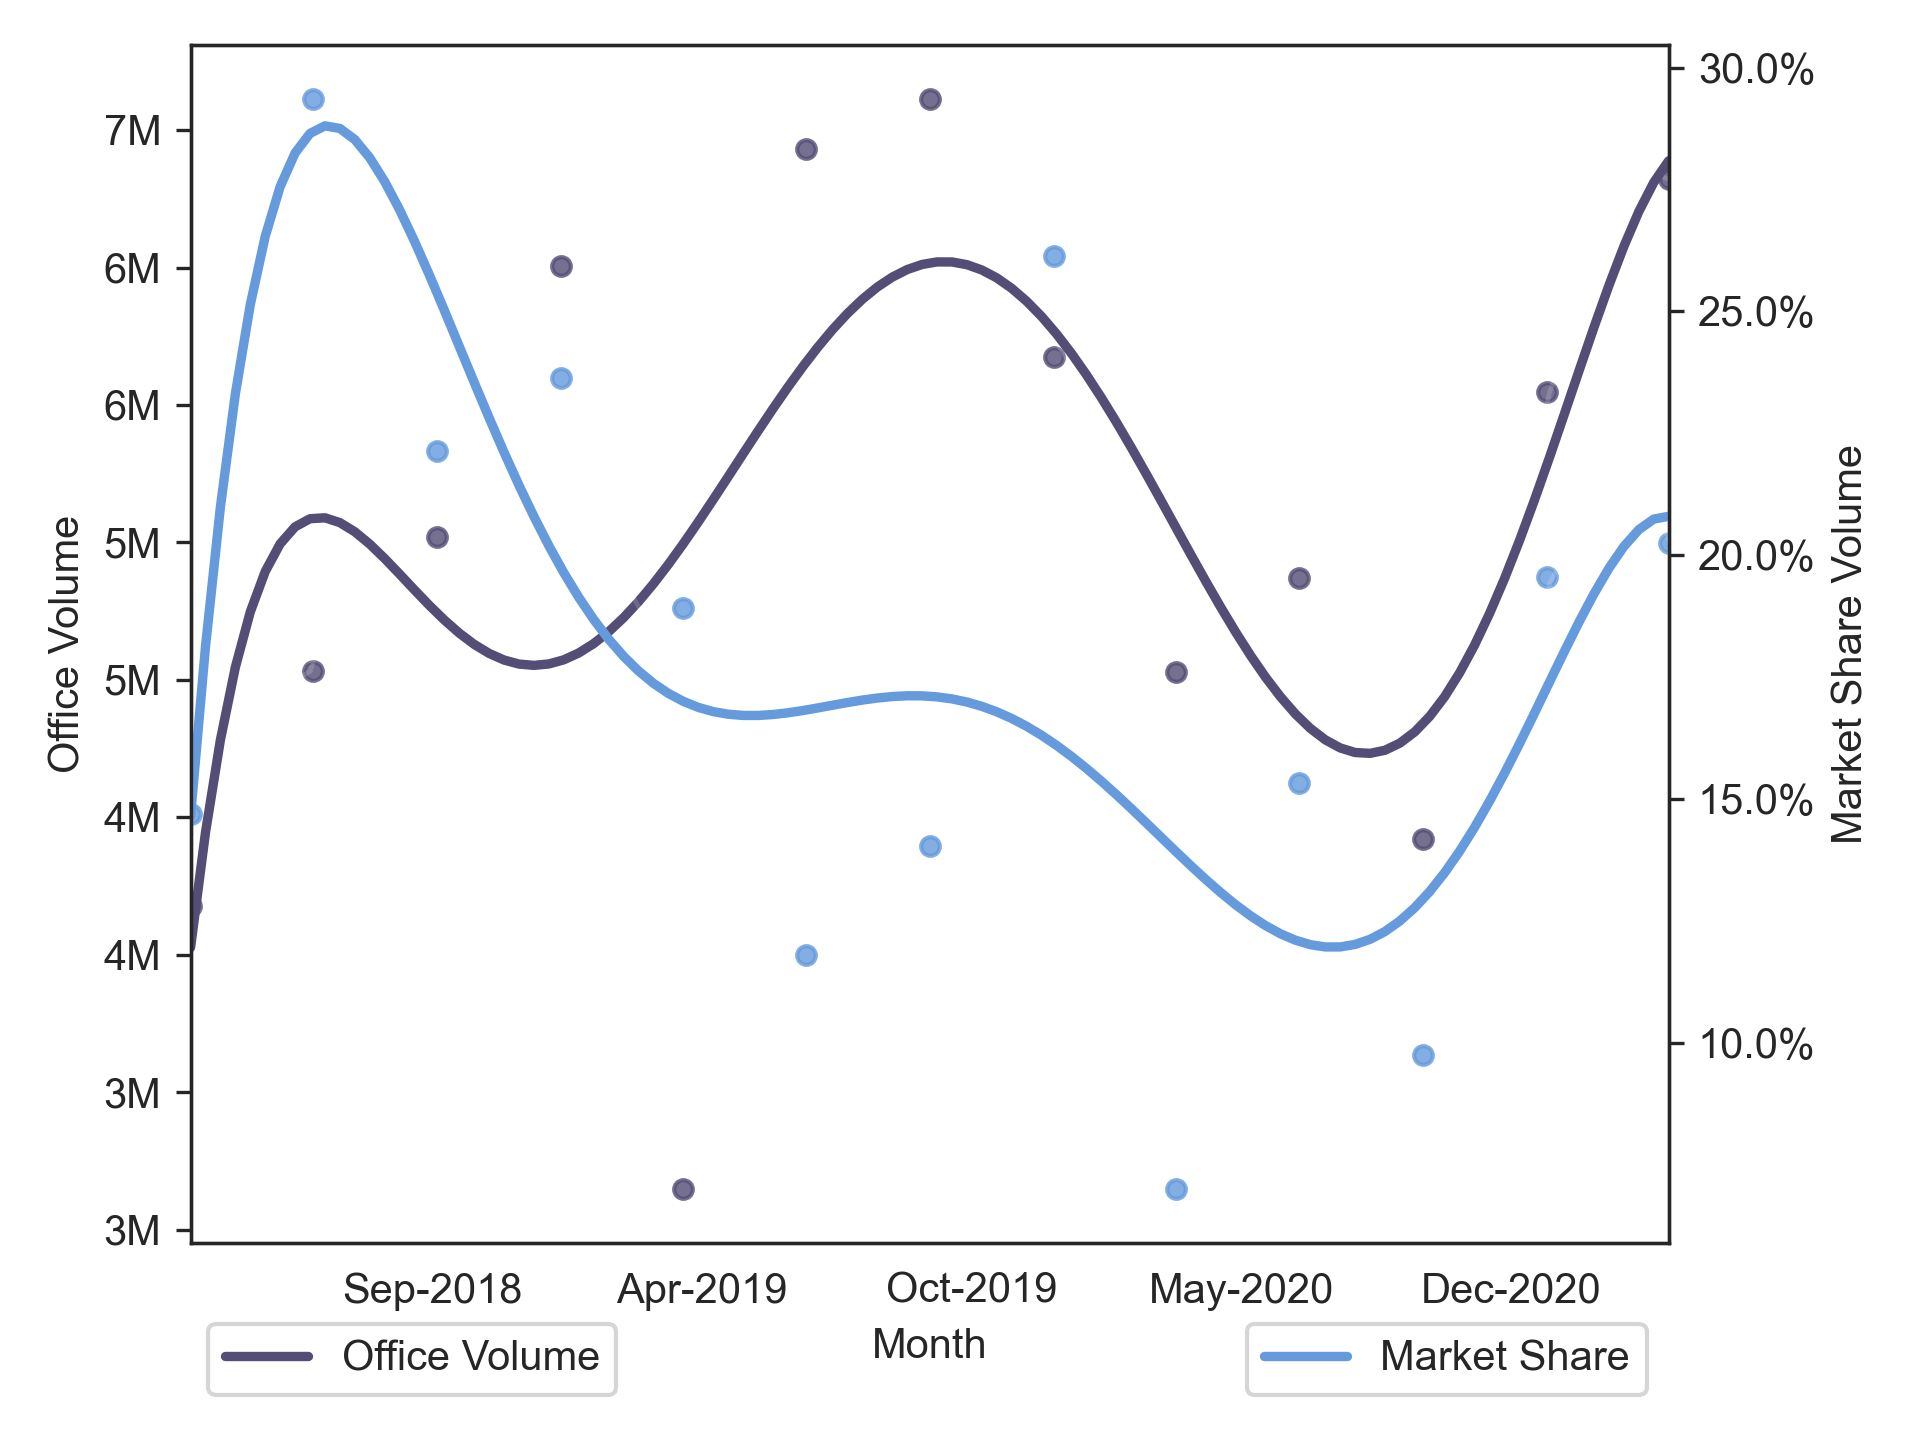 30.0%
7M
6M
25.0%
6M
5M
20.0%
5M
15.0%
4M
4M
10.0%
3M
3M
Office Volume
Market Share Volume
Sep-2018 Apr-2019 Oct-2019 May-2020 Dec-2020
Month
Office Volume
Market Share